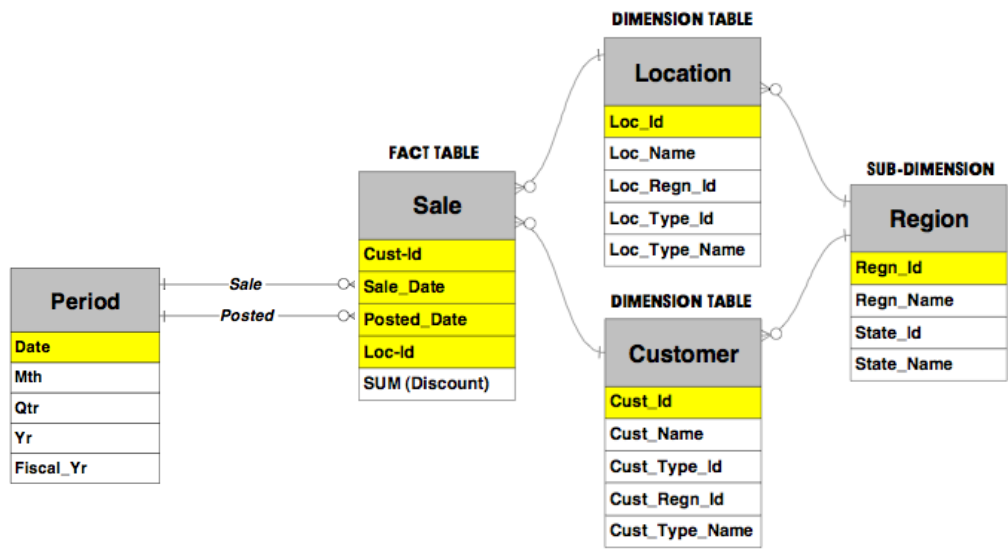 DIMENSION TABLE
Location
Loc_Id
Loc_Name
Loc_Regn_Id
Loc_Type_Id
Loc_Type_Name
FACT TABLE
Sale
Cust-Id
Sale_Date
Posted_Date
Loc-Id
SUM (Discount)
Period
Date
Mth
Qtr
Yr
Fiscal_Yr
Sale
Posted
DIMENSION TABLE
Customer
Cust_Id
Cust_Name
Cust_Type_Id
Cust_Regn_Id
Cust_Type_Name
SUB-DIMENSION
Region
Regn_Id
Regn_Name
State_Id
State_Name